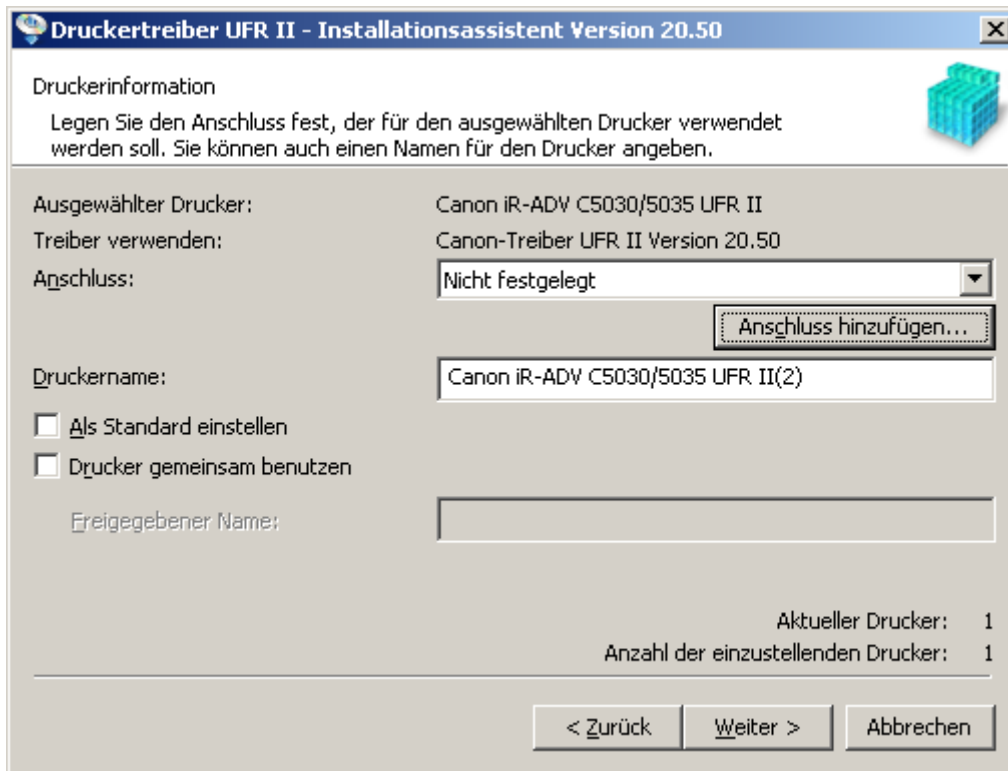 Druckertreiber UFR II - Installationsassistent Version 20.50
Druckerinformation
Legen Sie den Anschluss fest, der für den ausgewählten Drucker verwendet
werden soll. Sie können auch einen Namen für den Drucker angeben.
Ausgewählter Drucker: Canon iR-ADV C5030/5035 UFR II
Treiber verwenden: Canon-Treiber UFR II Version 20.50
Anschluss: Nicht festgelegt
Anschluss hinzufügen...
Druckername: Canon iR-ADV C5030/5035 UFR II(2)
Als Standard einstellen
Drucker gemeinsam benutzen
Freigegebener Name:
Aktueller Drucker: 1
Anzahl der einzustellenden Drucker: 1
< Zurück Weiter > Abbrechen